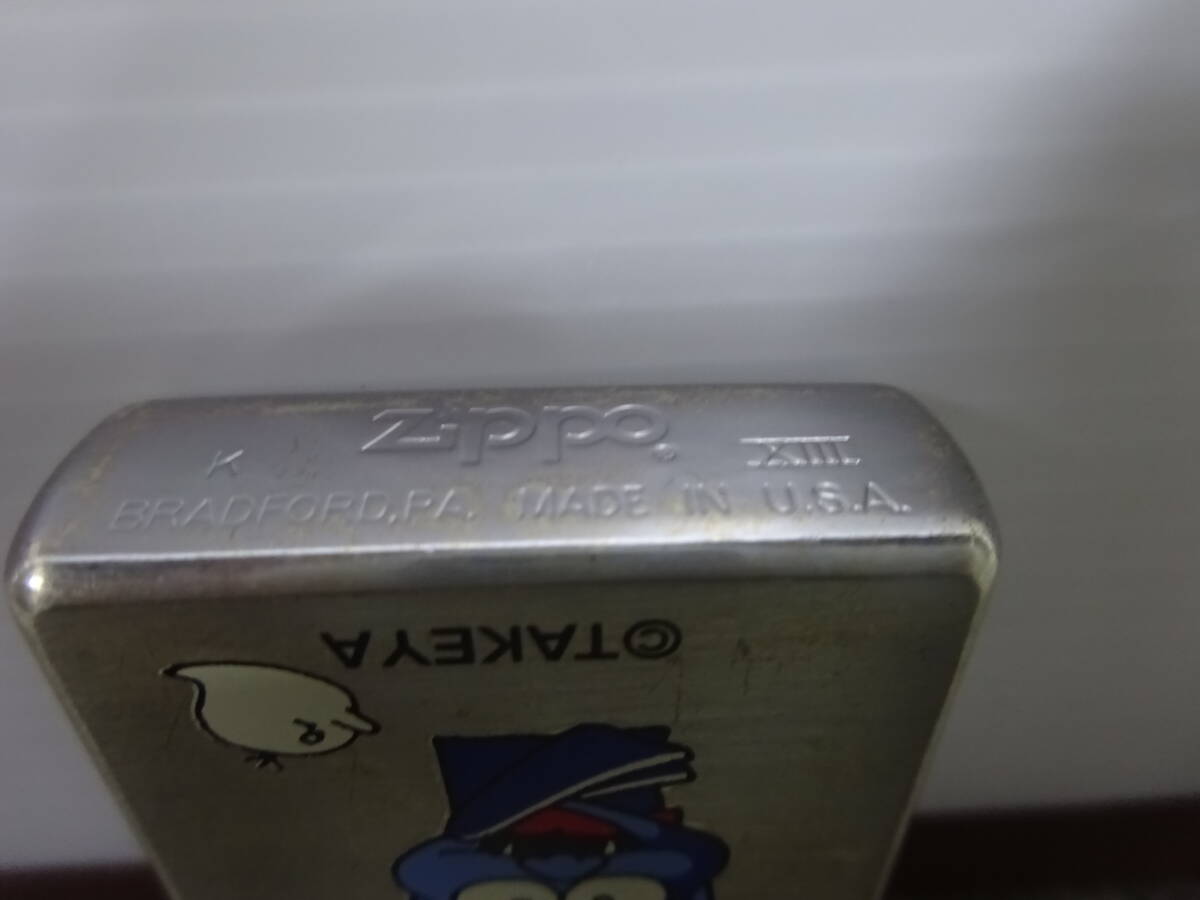 Zippo®
K XIII
BRADFORD, PA. MADE IN U.S.A.
©TAKEYA